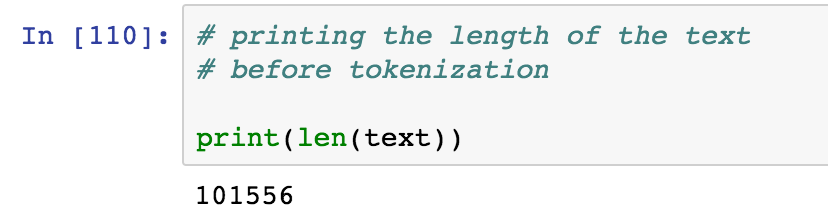 In [110]: # printing the length of the text
# before tokenization
print(len(text))
101556